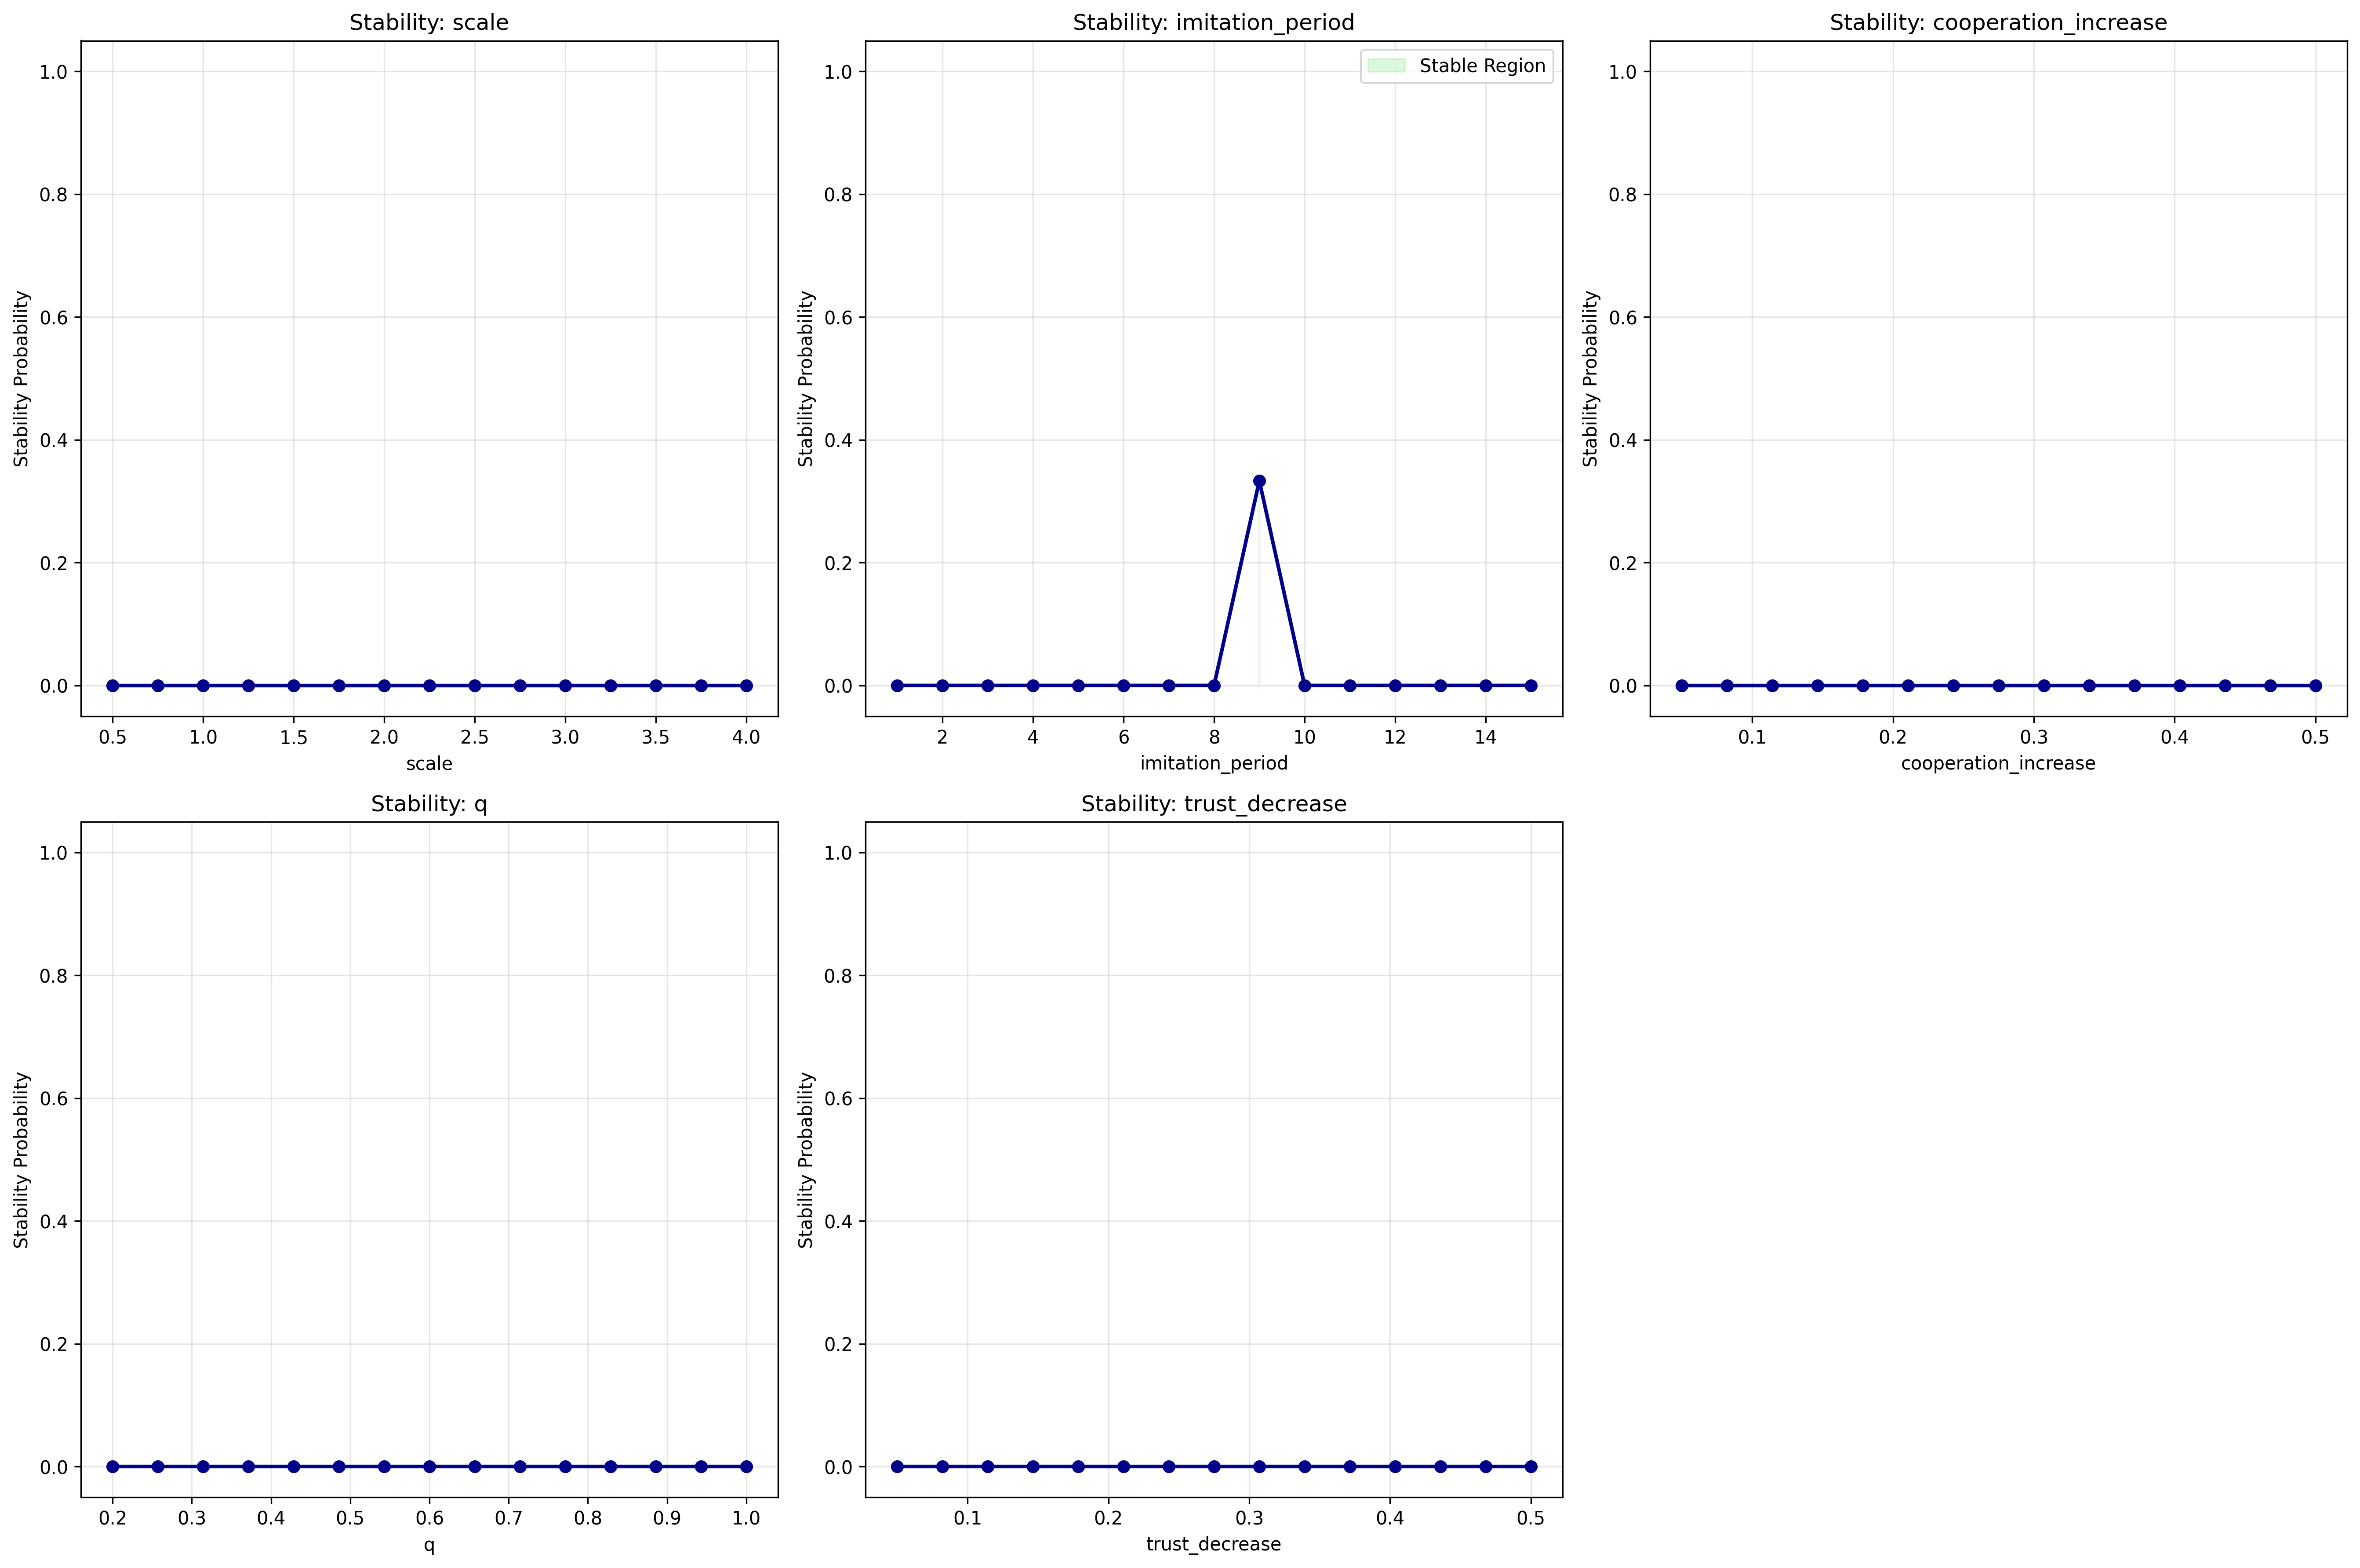 Stability: scale
Stability Probability
1.0
0.8
0.6
0.4
0.2
0.0
0.5 1.0 1.5 2.0 2.5 3.0 3.5 4.0
scale
Stability: imitation_period
Stable Region
Stability Probability
1.0
0.8
0.6
0.4
0.2
0.0
2 4 6 8 10 12 14
imitation_period
Stability: cooperation_increase
Stability Probability
1.0
0.8
0.6
0.4
0.2
0.0
0.1 0.2 0.3 0.4 0.5
cooperation_increase
Stability: q
Stability Probability
1.0
0.8
0.6
0.4
0.2
0.0
0.2 0.3 0.4 0.5 0.6 0.7 0.8 0.9 1.0
q
Stability: trust_decrease
Stability Probability
1.0
0.8
0.6
0.4
0.2
0.0
0.1 0.2 0.3 0.4 0.5
trust_decrease